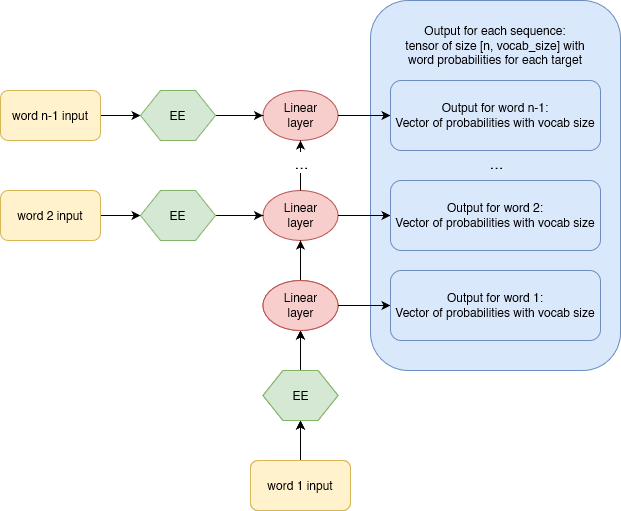 Output for each sequence:
tensor of size [n, vocab_size] with
word probabilities for each target
word n-1 input
EE
Linear
layer
Output for word n-1:
Vector of probabilities with vocab size
...
...
word 2 input
EE
Linear
layer
Output for word 2:
Vector of probabilities with vocab size
Linear
layer
Output for word 1:
Vector of probabilities with vocab size
EE
word 1 input